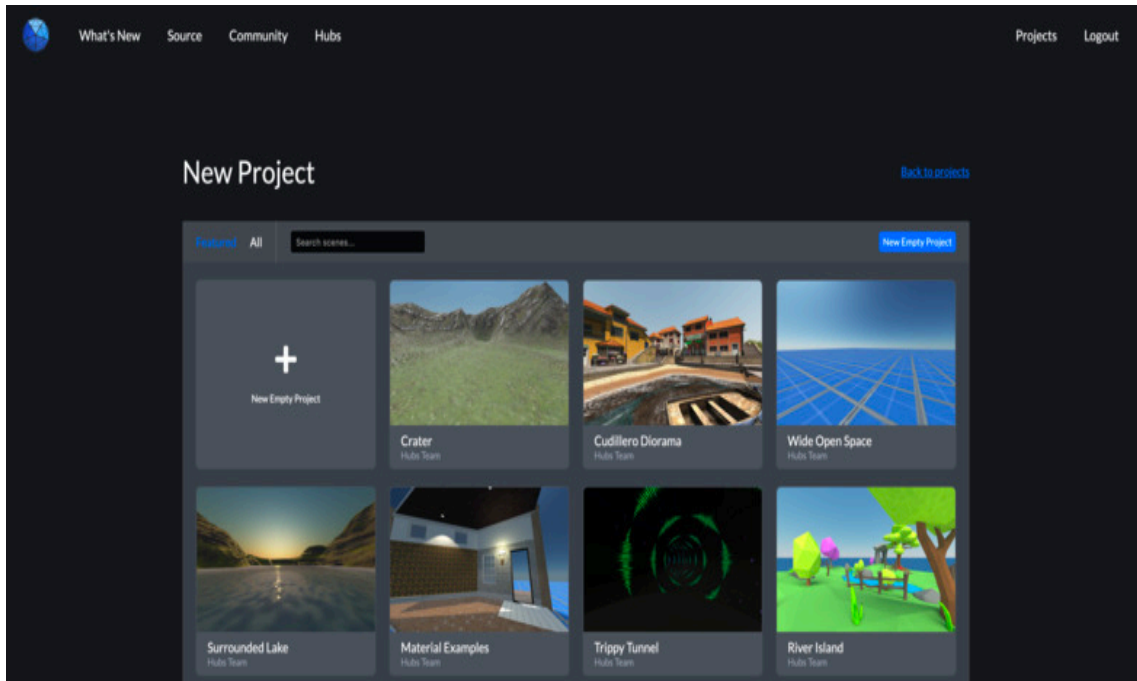 What's New Source Community Hubs Projects Logout
New Project
Back to projects
Featured All Search scenes... New Empty Project
New Empty Project
Crater
Hubs Team
Cudillero Diorama
Hubs Team
Wide Open Space
Hubs Team
Surrounded Lake
Hubs Team
Material Examples
Hubs Team
Trippy Tunnel
Hubs Team
River Island
Hubs Team